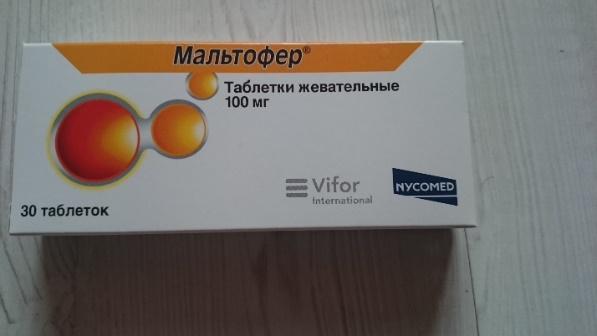 Мальтофер®
Таблетки жевательные
100 мг
Vifor
International
NYCOMED
30 таблеток